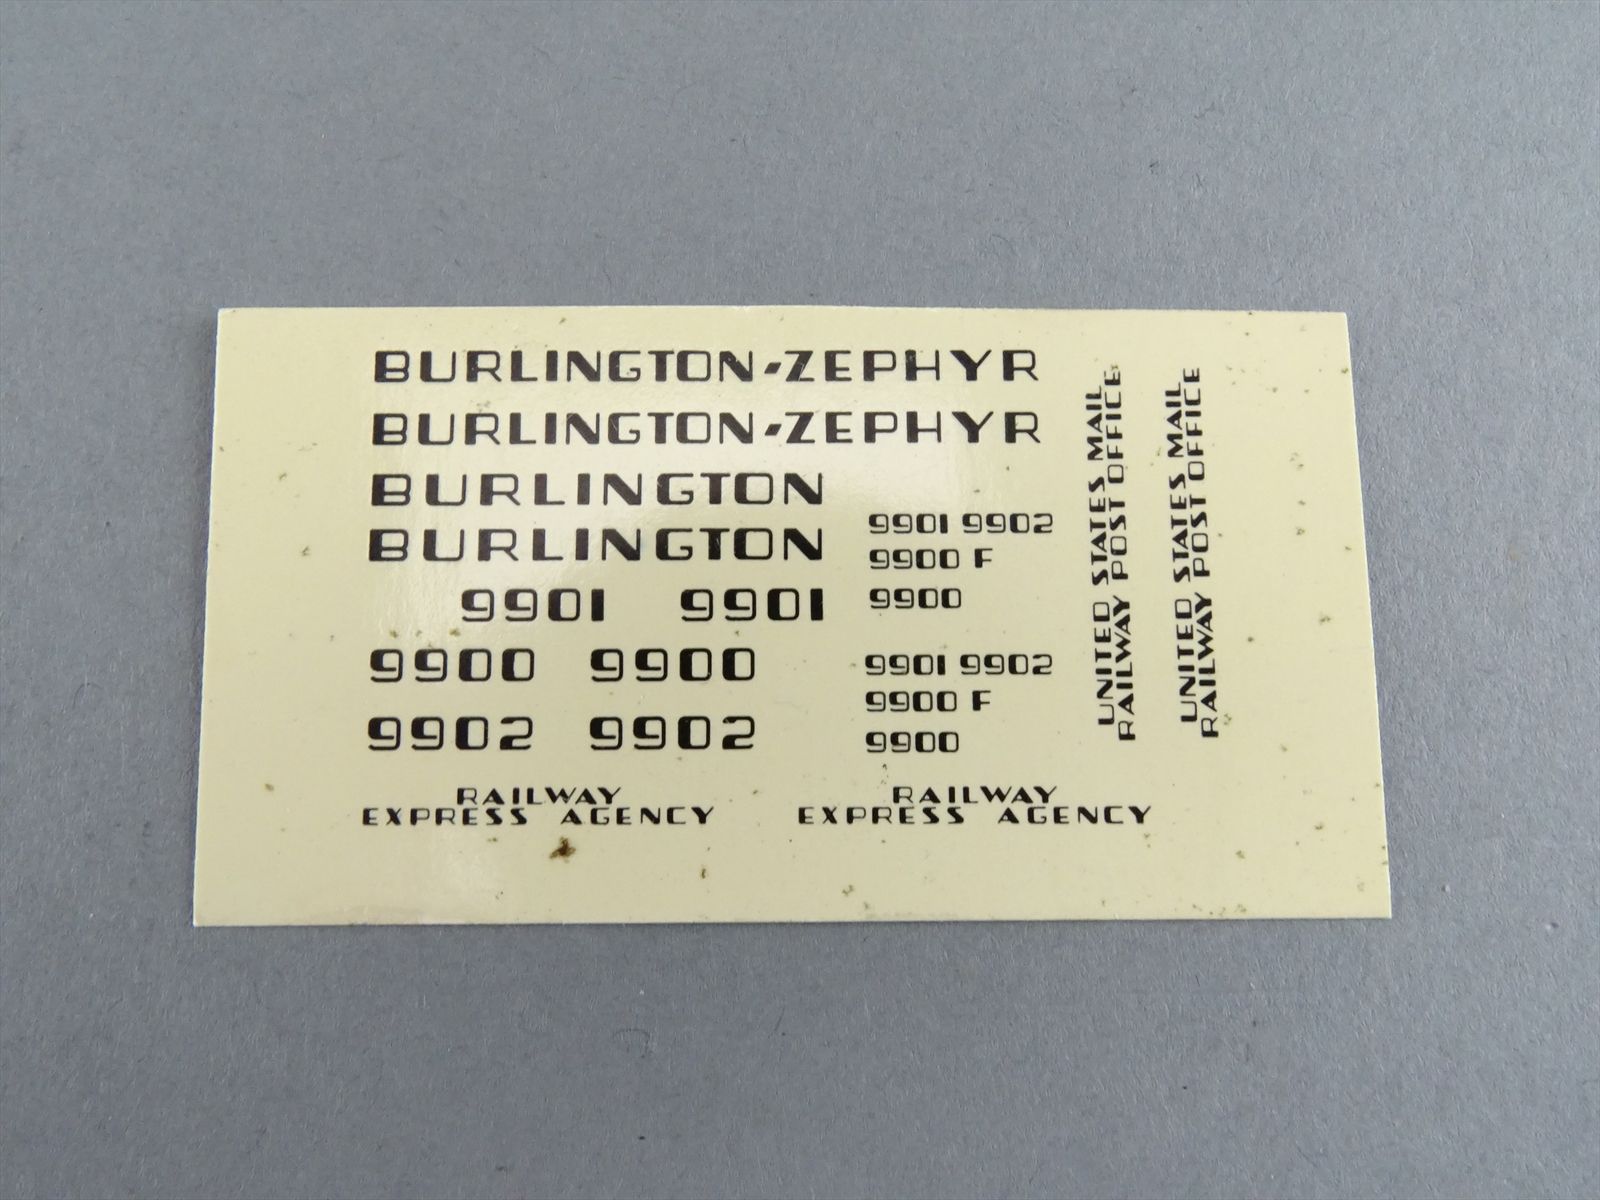 BURLINGTON-ZEPHYR
BURLINGTON-ZEPHYR
BURLINGTON
BURLINGTON
9901 9901
9900 9900
9902 9902
9901 9902
9900 F
9900
9901 9902
9900 F
9900
RAILWAY
EXPRESS AGENCY
RAILWAY
EXPRESS AGENCY
UNITED STATES MAIL
RAILWAY POST OFFICE
UNITED STATES MAIL
RAILWAY POST OFFICE